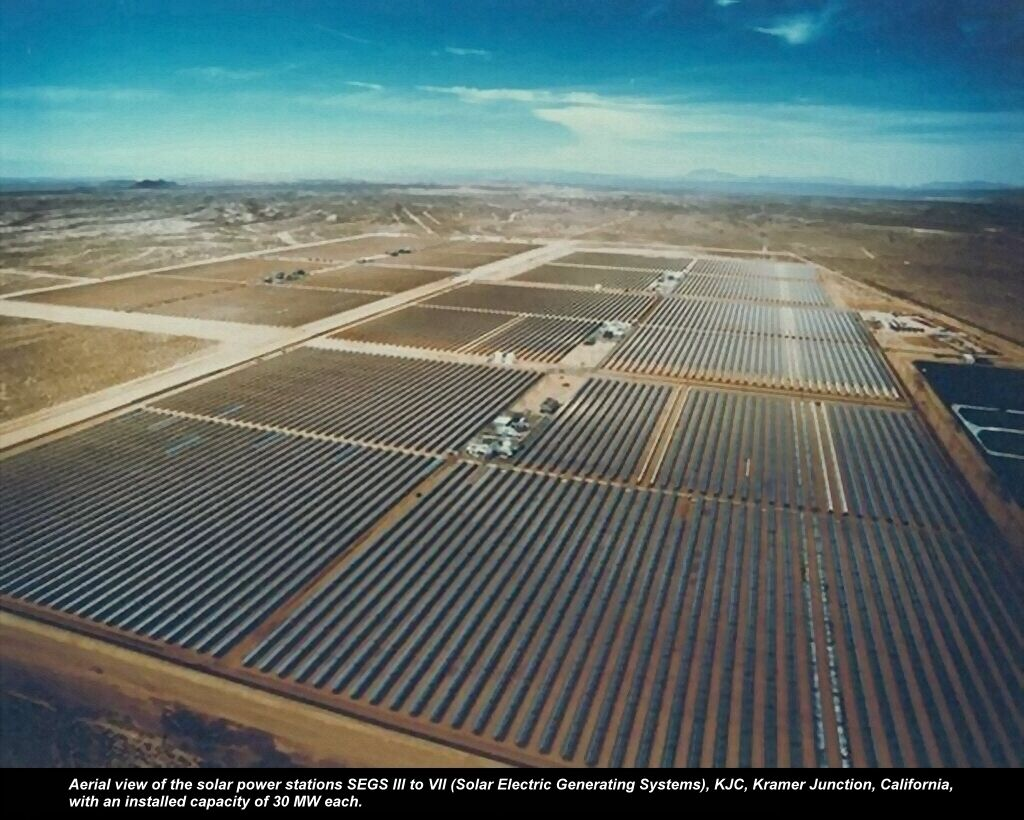 Aerial view of the solar power stations SEGS III to VII (Solar Electric Generating Systems), KJC, Kramer Junction, California,
with an installed capacity of 30 MW each.